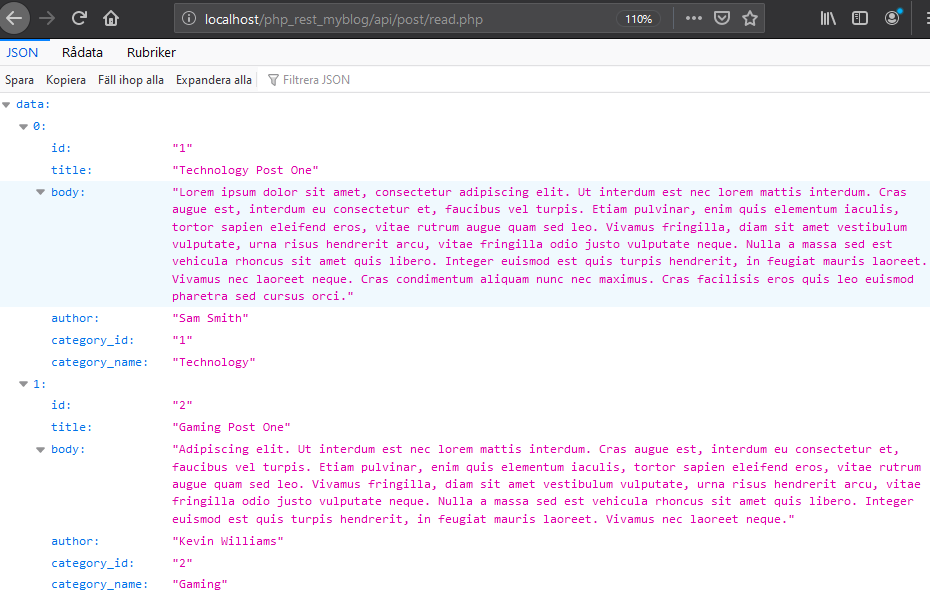 localhost/php_rest_myblog/api/post/read.php 110%
JSON Rådata Rubriker
Spara Kopiera Fäll ihop alla Expandera alla Filtrera JSON
data:
0:
id: "1"
title: "Technology Post One"
body: "Lorem ipsum dolor sit amet, consectetur adipiscing elit. Ut interdum est nec lorem mattis interdum. Cras
augue est, interdum eu consectetur et, faucibus vel turpis. Etiam pulvinar, enim quis elementum iaculis,
tortor sapien eleifend eros, vitae rutrum augue quam sed leo. Vivamus fringilla, diam sit amet vestibulum
vulputate, urna risus hendrerit arcu, vitae fringilla odio justo vulputate neque. Nulla a massa sed est
vehicula rhoncus sit amet quis libero. Integer euismod est quis turpis hendrerit, in feugiat mauris laoreet.
Vivamus nec laoreet neque. Cras condimentum aliquam nunc nec maximus. Cras facilisis eros quis leo euismod
pharetra sed cursus orci."
author: "Sam Smith"
category_id: "1"
category_name: "Technology"
1:
id: "2"
title: "Gaming Post One"
body: "Adipiscing elit. Ut interdum est nec lorem mattis interdum. Cras augue est, interdum eu consectetur et,
faucibus vel turpis. Etiam pulvinar, enim quis elementum iaculis, tortor sapien eleifend eros, vitae rutrum
augue quam sed leo. Vivamus fringilla, diam sit amet vestibulum vulputate, urna risus hendrerit arcu, vitae
fringilla odio justo vulputate neque. Nulla a massa sed est vehicula rhoncus sit amet quis libero. Integer
euismod est quis turpis hendrerit, in feugiat mauris laoreet. Vivamus nec laoreet neque."
author: "Kevin Williams"
category_id: "2"
category_name: "Gaming"